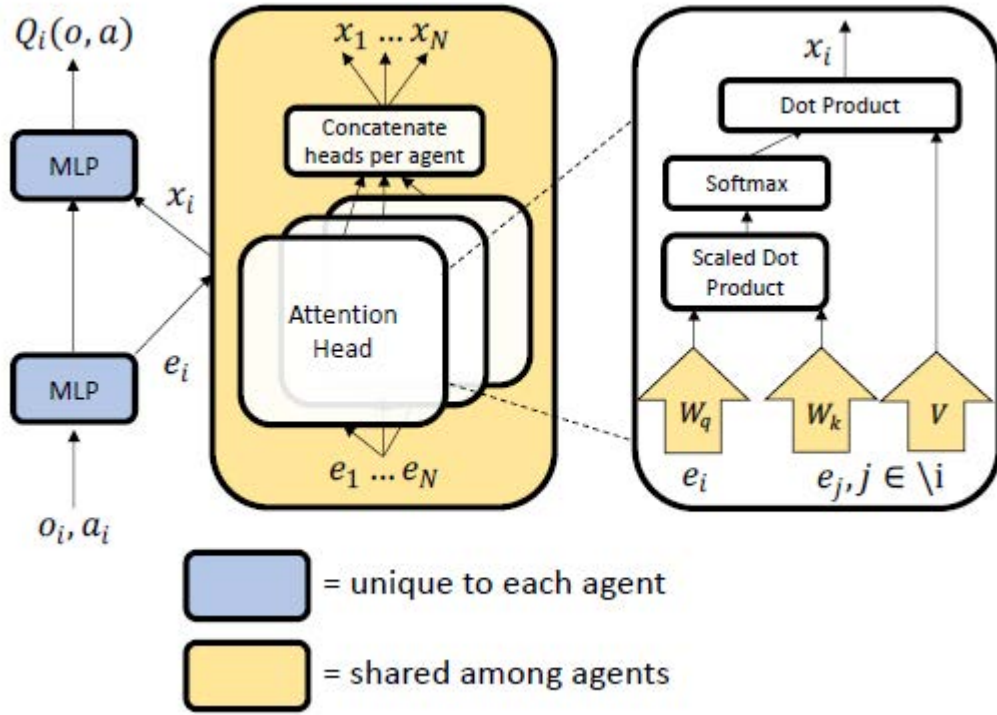 Q_i(o, a)
MLP
x_i
MLP
e_i
o_i, a_i
x_1 ... x_N
Concatenate
heads per agent
Attention
Head
e_1 ... e_N
x_i
Dot Product
Softmax
Scaled Dot
Product
W_q
W_k
V
e_i
e_j, j ∈ \i
= unique to each agent
= shared among agents